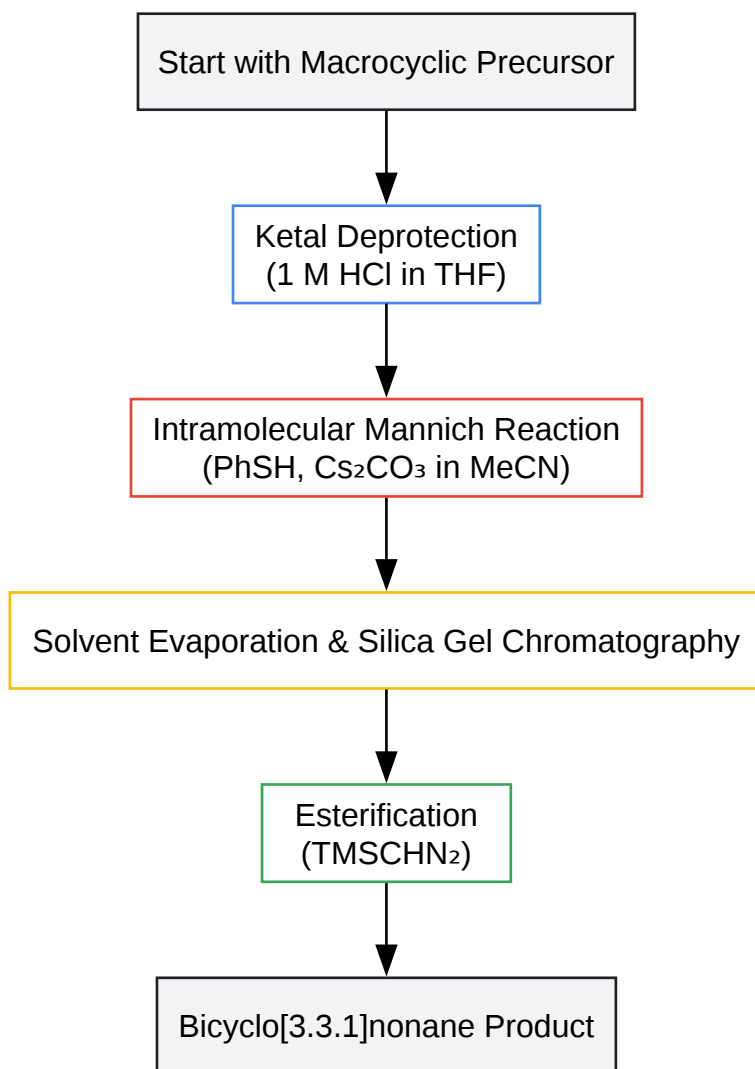 Start with Macrocyclic Precursor
Ketal Deprotection
(1 M HCl in THF)
Intramolecular Mannich Reaction
(PhSH, Cs₂CO₃ in MeCN)
Solvent Evaporation & Silica Gel Chromatography
Esterification
(TMSCHN₂)
Bicyclo[3.3.1]nonane Product